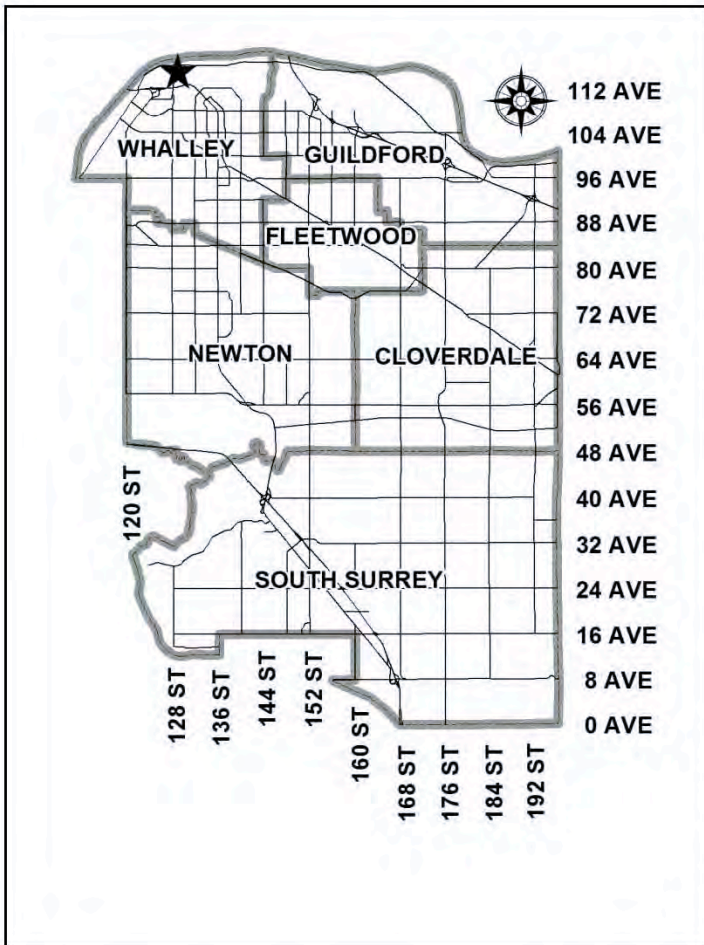 112 AVE
104 AVE
WHALLEY
GUILDFORD
96 AVE
88 AVE
FLEETWOOD
80 AVE
72 AVE
NEWTON
CLOVERDALE
64 AVE
56 AVE
48 AVE
120 ST
40 AVE
32 AVE
SOUTH SURREY
24 AVE
16 AVE
8 AVE
0 AVE
128 ST
136 ST
144 ST
152 ST
160 ST
168 ST
176 ST
184 ST
192 ST